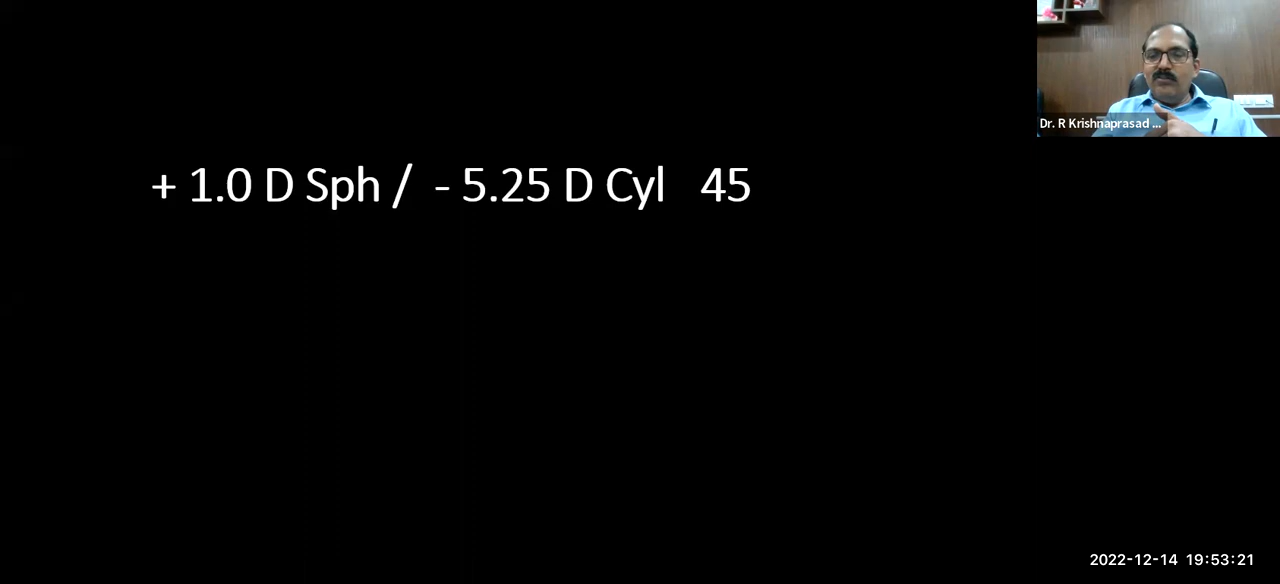 Dr. R Krishnaprasad ...
+ 1.0 D Sph / - 5.25 D Cyl 45
2022-12-14 19:53:21